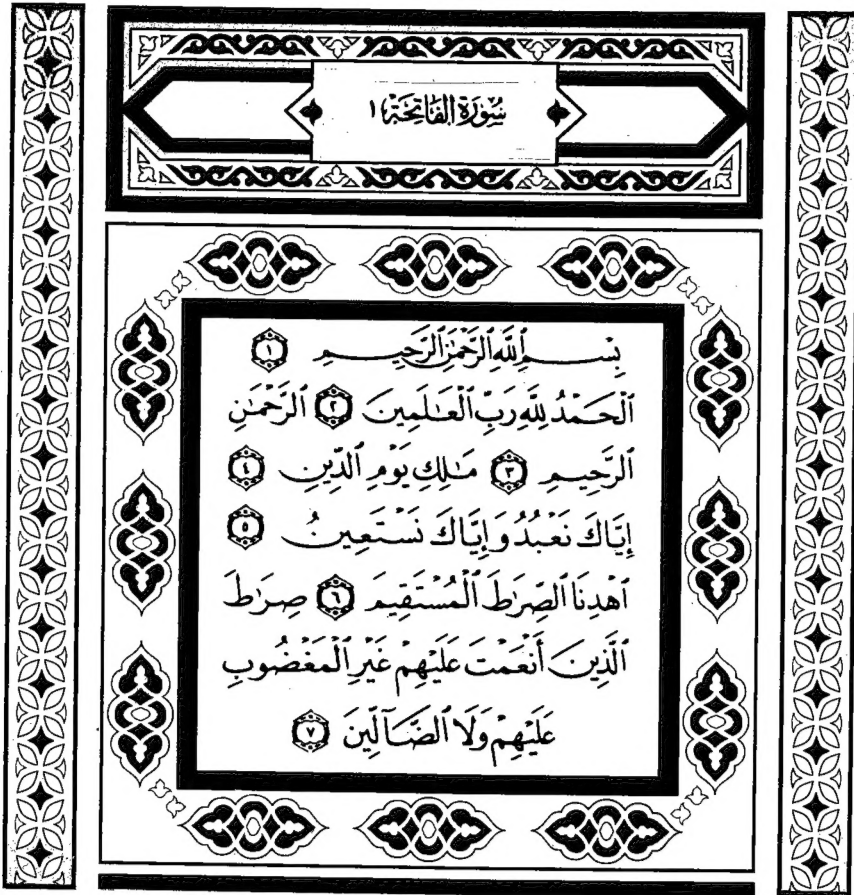 سُورَةُ الفَاتِحَةِ ١
بِسْمِ ٱللَّهِ ٱلرَّحْمَٰنِ ٱلرَّحِيمِ ١
ٱلْحَمْدُ لِلَّهِ رَبِّ ٱلْعَٰلَمِينَ ٢ ٱلرَّحْمَٰنِ
ٱلرَّحِيمِ ٣ مَٰلِكِ يَوْمِ ٱلدِّينِ ٤
إِيَّاكَ نَعْبُدُ وَإِيَّاكَ نَسْتَعِينُ ٥
ٱهْدِنَا ٱلصِّرَٰطَ ٱلْمُسْتَقِيمَ ٦ صِرَٰطَ
ٱلَّذِينَ أَنْعَمْتَ عَلَيْهِمْ غَيْرِ ٱلْمَغْضُوبِ
عَلَيْهِمْ وَلَا ٱلضَّآلِّينَ ٧